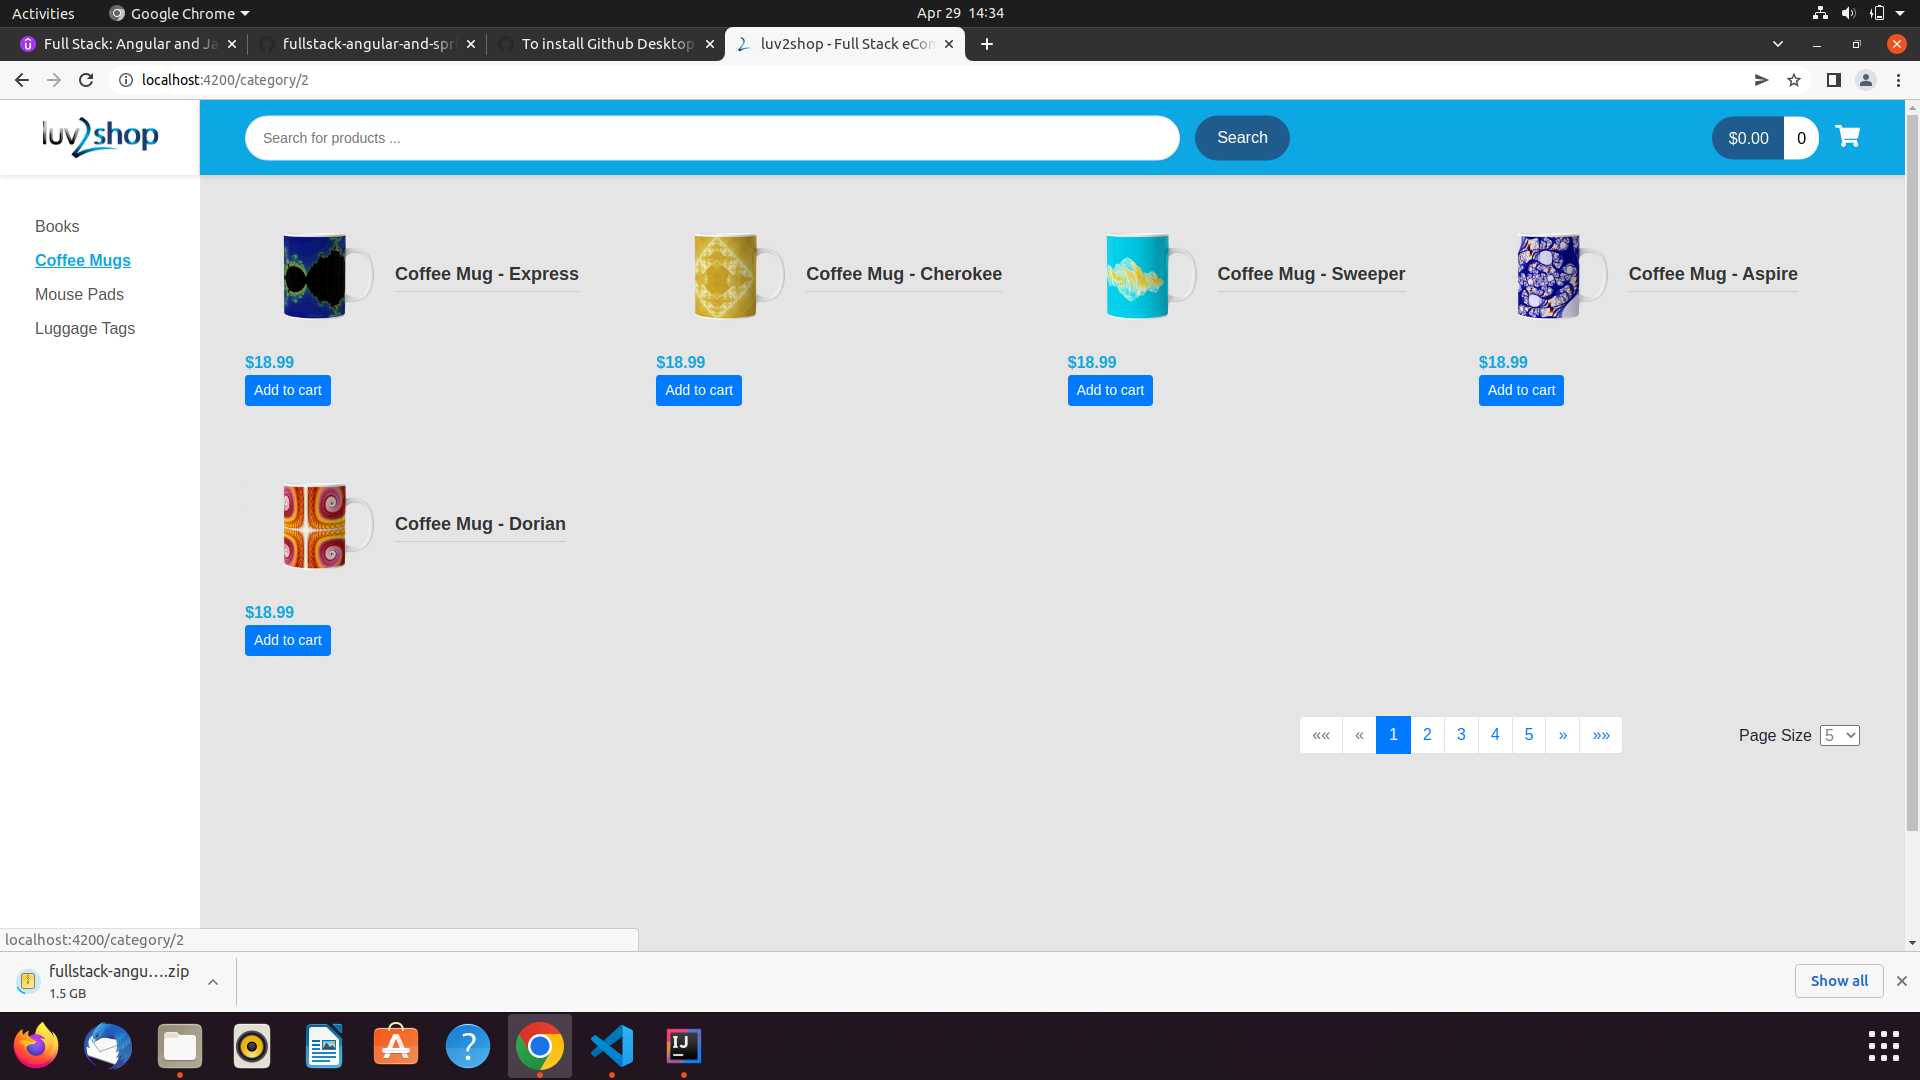 Activities
Google Chrome
Apr 29 14:34
Full Stack: Angular and Ja
fullstack-angular-and-spri
To install Github Desktop
luv2shop - Full Stack eCom
localhost:4200/category/2
luv2shop
Search for products ...
Search
$0.00
0
Books
Coffee Mugs
Mouse Pads
Luggage Tags
Coffee Mug - Express
Coffee Mug - Cherokee
Coffee Mug - Sweeper
Coffee Mug - Aspire
$18.99
$18.99
$18.99
$18.99
Add to cart
Add to cart
Add to cart
Add to cart
Coffee Mug - Dorian
$18.99
Add to cart
«« « 1 2 3 4 5 » »»
Page Size 5
localhost:4200/category/2
fullstack-angu....zip
1.5 GB
Show all
IJ